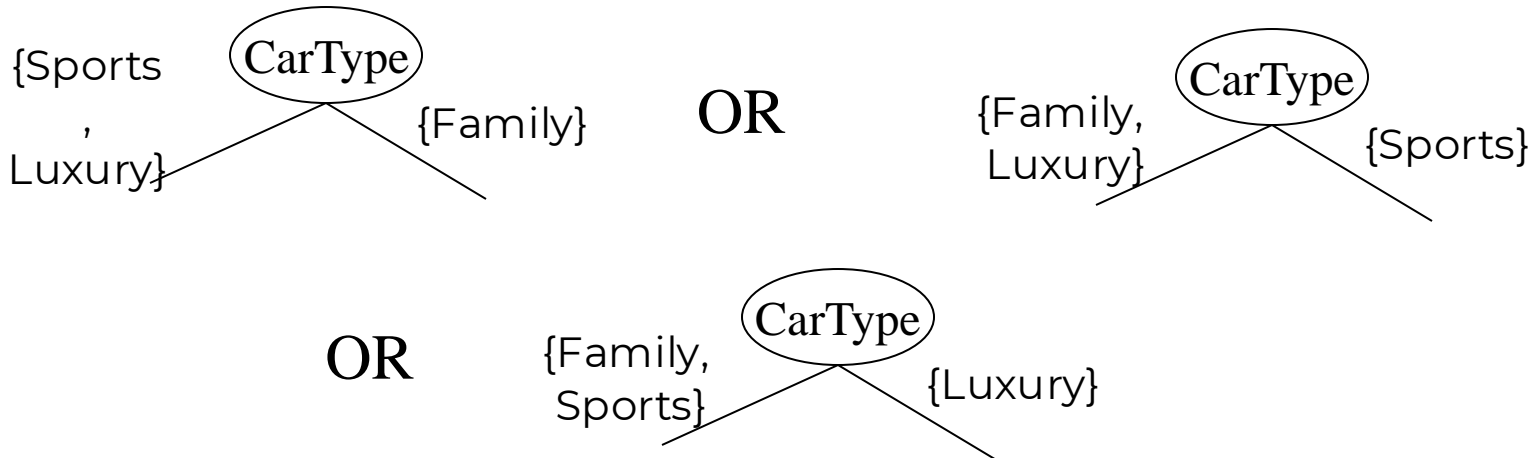 {Sports
,
Luxury}
CarType
{Family}
OR
{Family,
Luxury}
CarType
{Sports}
OR
{Family,
Sports}
CarType
{Luxury}